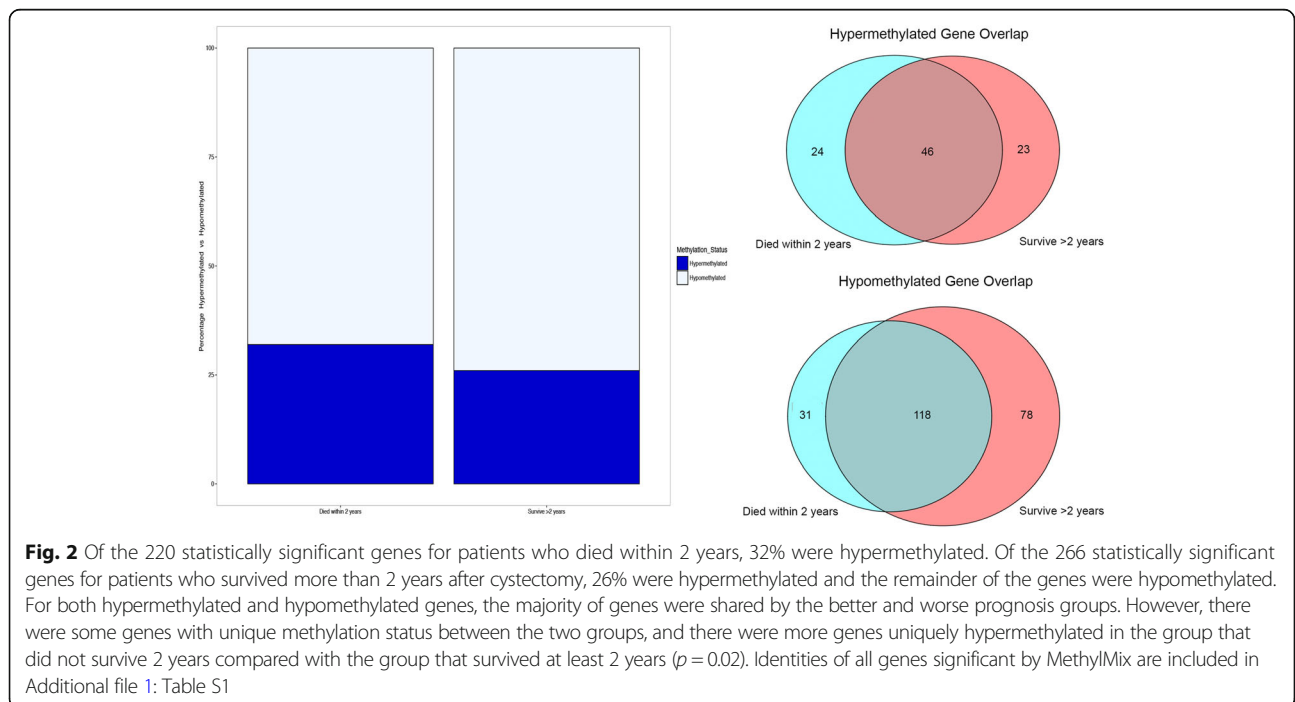 100
75
50
25
0
Percentage Hypermethylated vs Hypomethylated
Died within 2 years
Survive >2 years
Methylation_Status
Hypermethylated
Hypomethylated
Hypermethylated Gene Overlap
24
46
23
Died within 2 years
Survive >2 years
Hypomethylated Gene Overlap
31
118
78
Died within 2 years
Survive >2 years
Fig. 2 Of the 220 statistically significant genes for patients who died within 2 years, 32% were hypermethylated. Of the 266 statistically significant
genes for patients who survived more than 2 years after cystectomy, 26% were hypermethylated and the remainder of the genes were hypomethylated.
For both hypermethylated and hypomethylated genes, the majority of genes were shared by the better and worse prognosis groups. However, there
were some genes with unique methylation status between the two groups, and there were more genes uniquely hypermethylated in the group that
did not survive 2 years compared with the group that survived at least 2 years (p = 0.02). Identities of all genes significant by MethylMix are included in
Additional file 1: Table S1